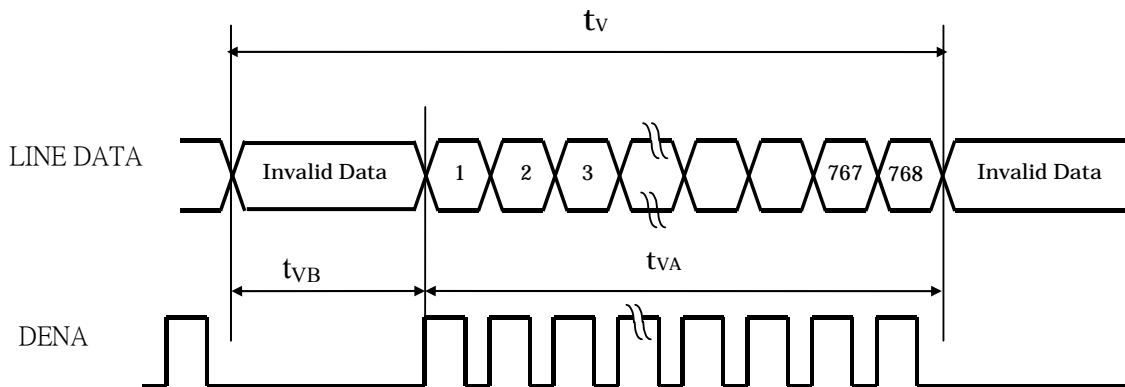 tV
LINE DATA
Invalid Data
1
2
3
767
768
Invalid Data
tVB
tVA
DENA